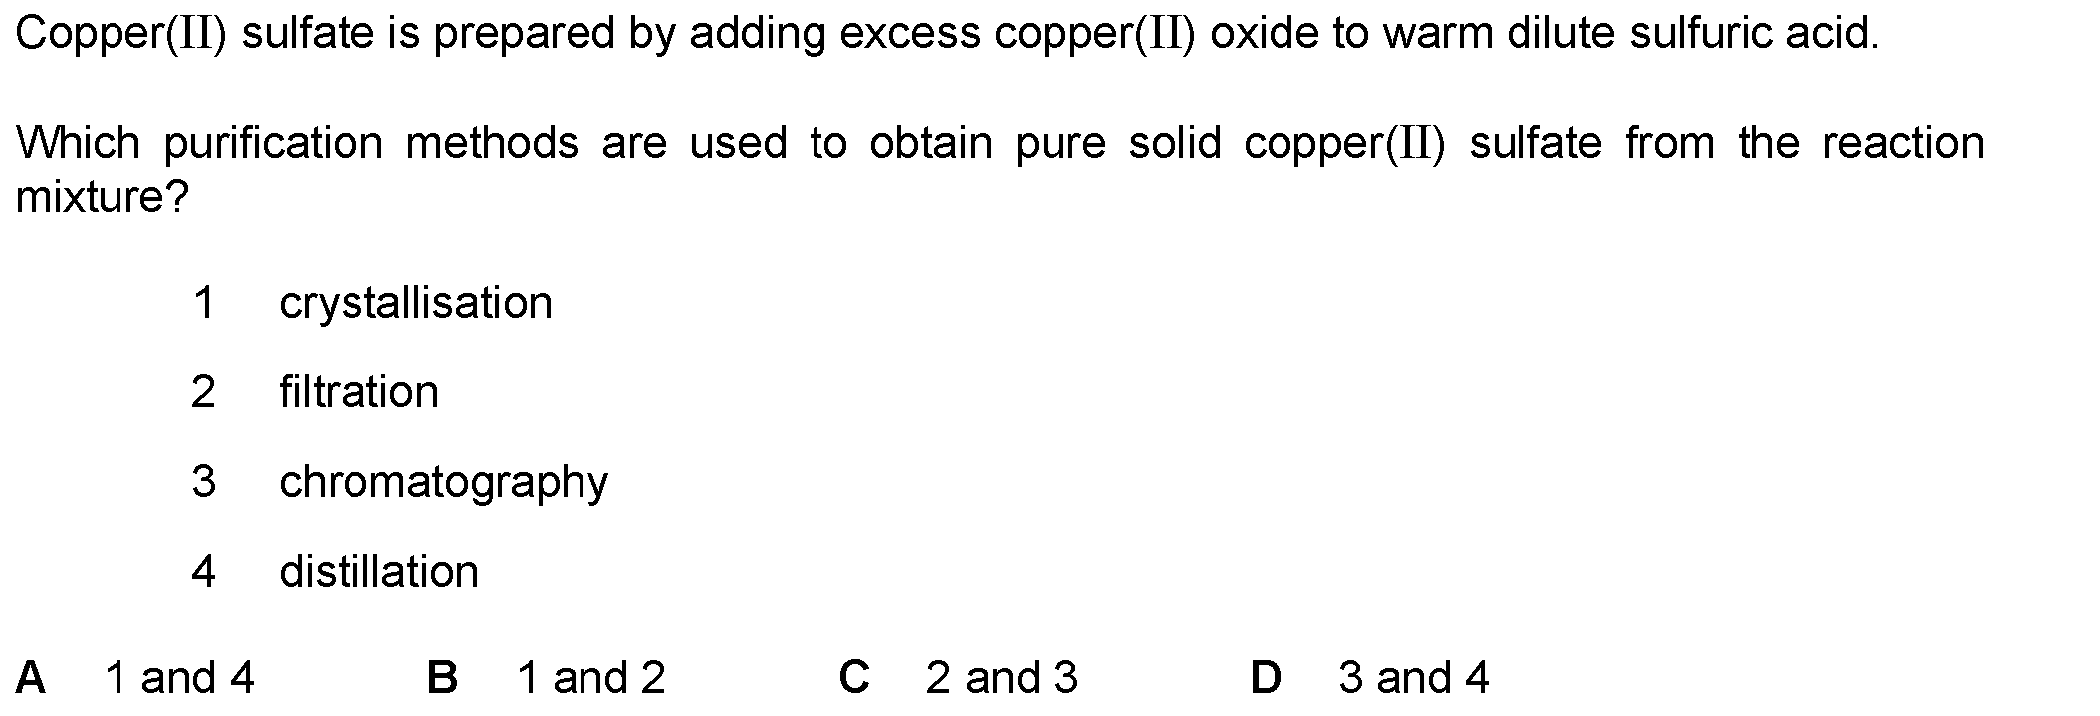 Copper(II) sulfate is prepared by adding excess copper(II) oxide to warm dilute sulfuric acid.
Which purification methods are used to obtain pure solid copper(II) sulfate from the reaction
mixture?
1 crystallisation
2 filtration
3 chromatography
4 distillation
A 1 and 4 B 1 and 2 C 2 and 3 D 3 and 4